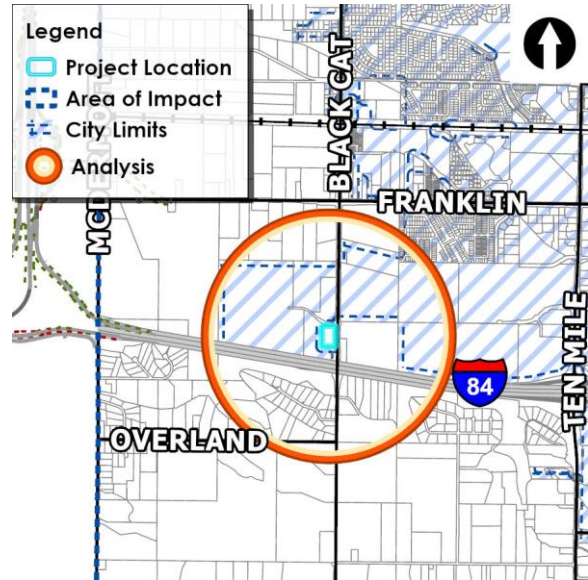 Legend
Project Location
Area of Impact
City Limits
Analysis
BLACK CAT
FRANKLIN
TEN MILE
84
OVERLAND